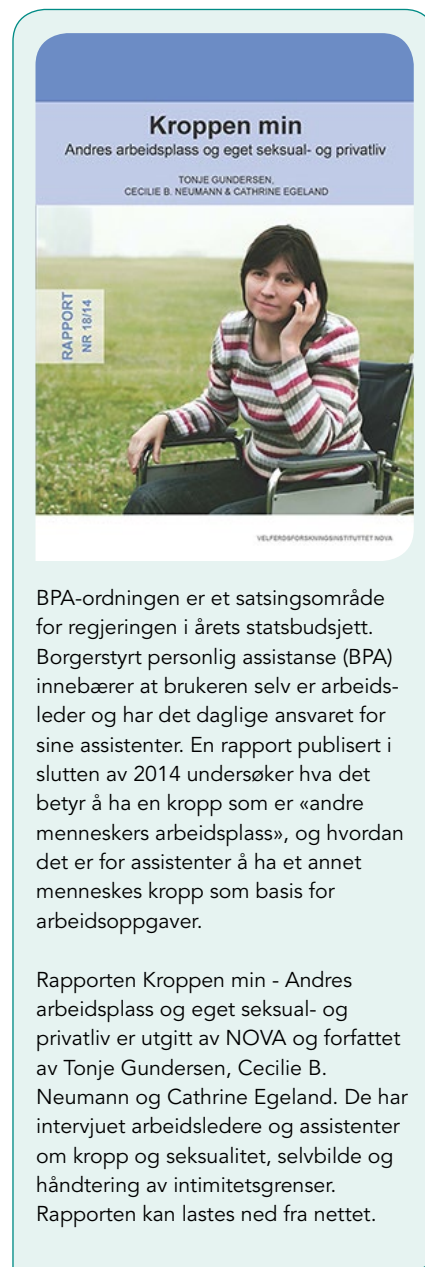 Kroppen min
Andres arbeidsplass og eget seksual- og privatliv
TONJE GUNDERSEN,
CECILIE B. NEUMANN & CATHRINE EGELAND
RAPPORT
NR 18/14
VELFERDSFORSKNINGSINSTITUTTET NOVA
BPA-ordningen er et satsingsområde
for regjeringen i årets statsbudsjett.
Borgerstyrt personlig assistanse (BPA)
innebærer at brukeren selv er arbeids-
leder og har det daglige ansvaret for
sine assistenter. En rapport publisert i
slutten av 2014 undersøker hva det
betyr å ha en kropp som er «andre
menneskers arbeidsplass», og hvordan
det er for assistenter å ha et annet
menneskes kropp som basis for
arbeidsoppgaver.
Rapporten Kroppen min - Andres
arbeidsplass og eget seksual- og
privatliv er utgitt av NOVA og forfattet
av Tonje Gundersen, Cecilie B.
Neumann og Cathrine Egeland. De har
intervjuet arbeidsledere og assistenter
om kropp og seksualitet, selvbilde og
håndtering av intimitetsgrenser.
Rapporten kan lastes ned fra nettet.